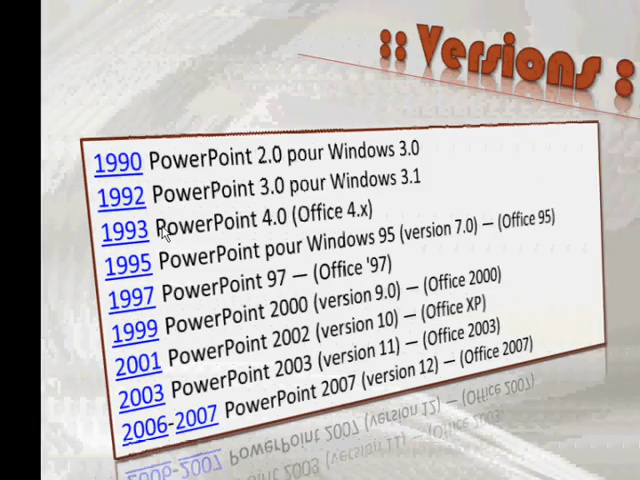 :: Versions :
1990 PowerPoint 2.0 pour Windows 3.0
1992 PowerPoint 3.0 pour Windows 3.1
1993 PowerPoint 4.0 (Office 4.x)
1995 PowerPoint pour Windows 95 (version 7.0) — (Office 95)
1997 PowerPoint 97 — (Office '97)
1999 PowerPoint 2000 (version 9.0) — (Office 2000)
2001 PowerPoint 2002 (version 10) — (Office XP)
2003 PowerPoint 2003 (version 11) — (Office 2003)
2006-2007 PowerPoint 2007 (version 12) — (Office 2007)